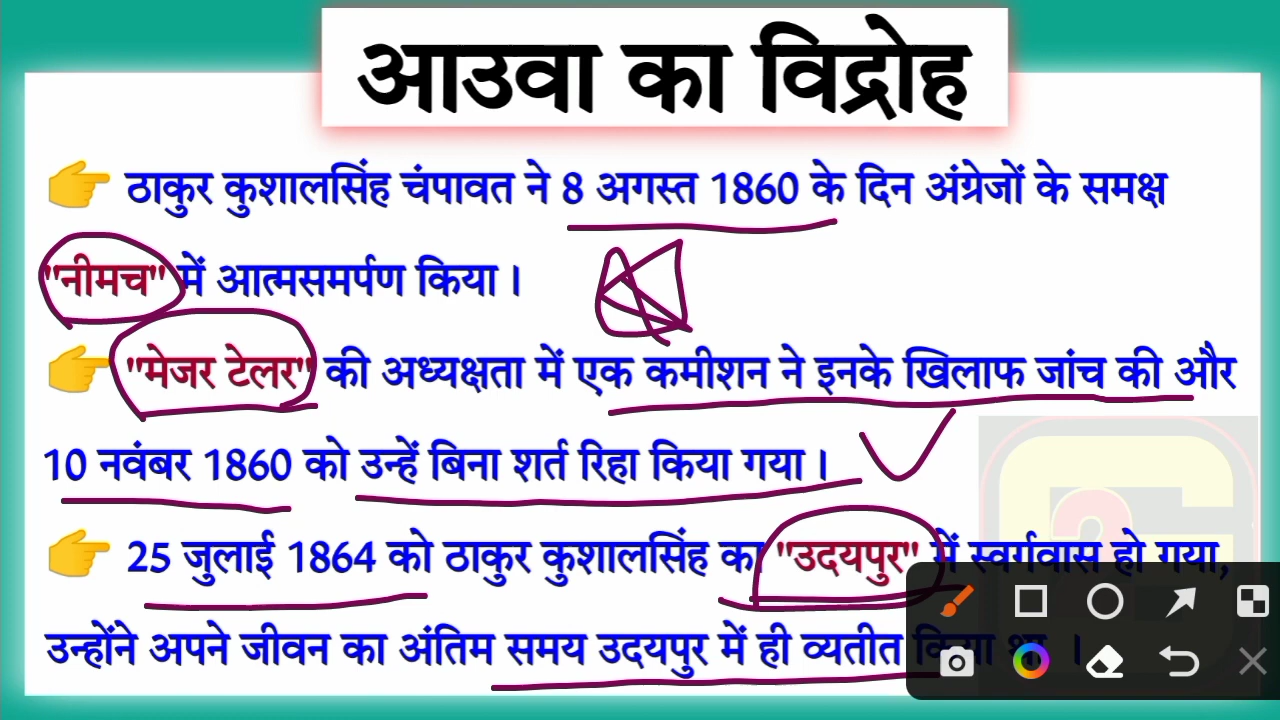 आउवा का विद्रोह
👉 ठाकुर कुशालसिंह चंपावत ने 8 अगस्त 1860 के दिन अंग्रेजों के समक्ष
"नीमच" में आत्मसमर्पण किया ।
👉 "मेजर टेलर" की अध्यक्षता में एक कमीशन ने इनके खिलाफ जांच की और
10 नवंबर 1860 को उन्हें बिना शर्त रिहा किया गया ।
👉 25 जुलाई 1864 को ठाकुर कुशालसिंह का "उदयपुर" में स्वर्गवास हो गया,
उन्होंने अपने जीवन का अंतिम समय उदयपुर में ही व्यतीत किया था ।